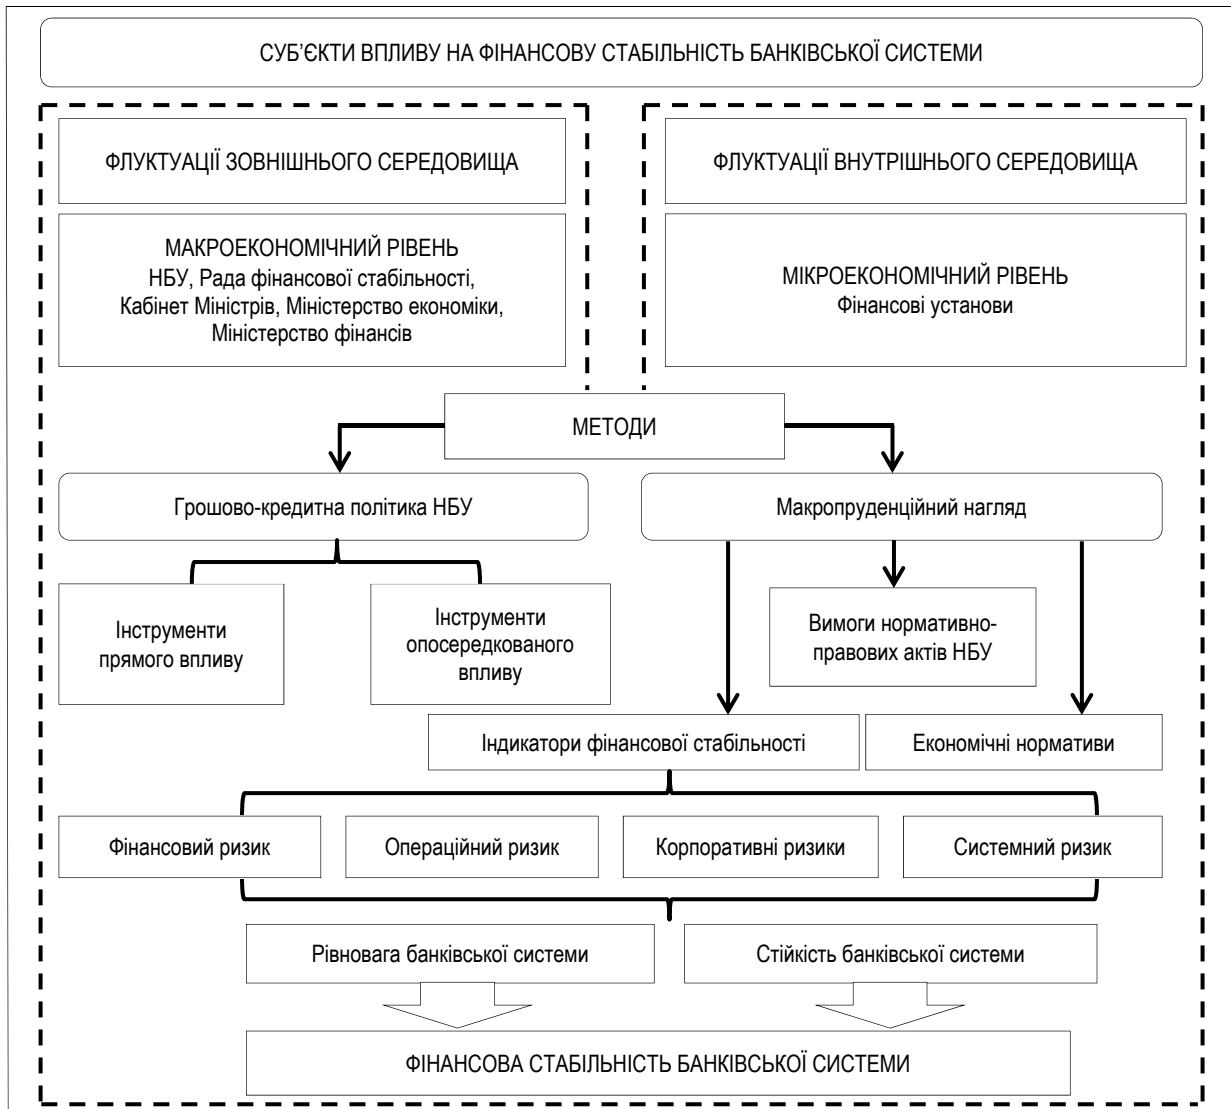 СУБ’ЄКТИ ВПЛИВУ НА ФІНАНСОВУ СТАБІЛЬНІСТЬ БАНКІВСЬКОЇ СИСТЕМИ
ФЛУКТУАЦІЇ ЗОВНІШНЬОГО СЕРЕДОВИЩА
ФЛУКТУАЦІЇ ВНУТРІШНЬОГО СЕРЕДОВИЩА
МАКРОЕКОНОМІЧНИЙ РІВЕНЬ
НБУ, Рада фінансової стабільності,
Кабінет Міністрів, Міністерство економіки,
Міністерство фінансів
МІКРОЕКОНОМІЧНИЙ РІВЕНЬ
Фінансові установи
МЕТОДИ
Грошово-кредитна політика НБУ
Макропруденційний нагляд
Інструменти
прямого впливу
Інструменти
опосередкованого
впливу
Вимоги нормативно-
правових актів НБУ
Індикатори фінансової стабільності
Економічні нормативи
Фінансовий ризик
Операційний ризик
Корпоративні ризики
Системний ризик
Рівновага банківської системи
Стійкість банківської системи
ФІНАНСОВА СТАБІЛЬНІСТЬ БАНКІВСЬКОЇ СИСТЕМИ